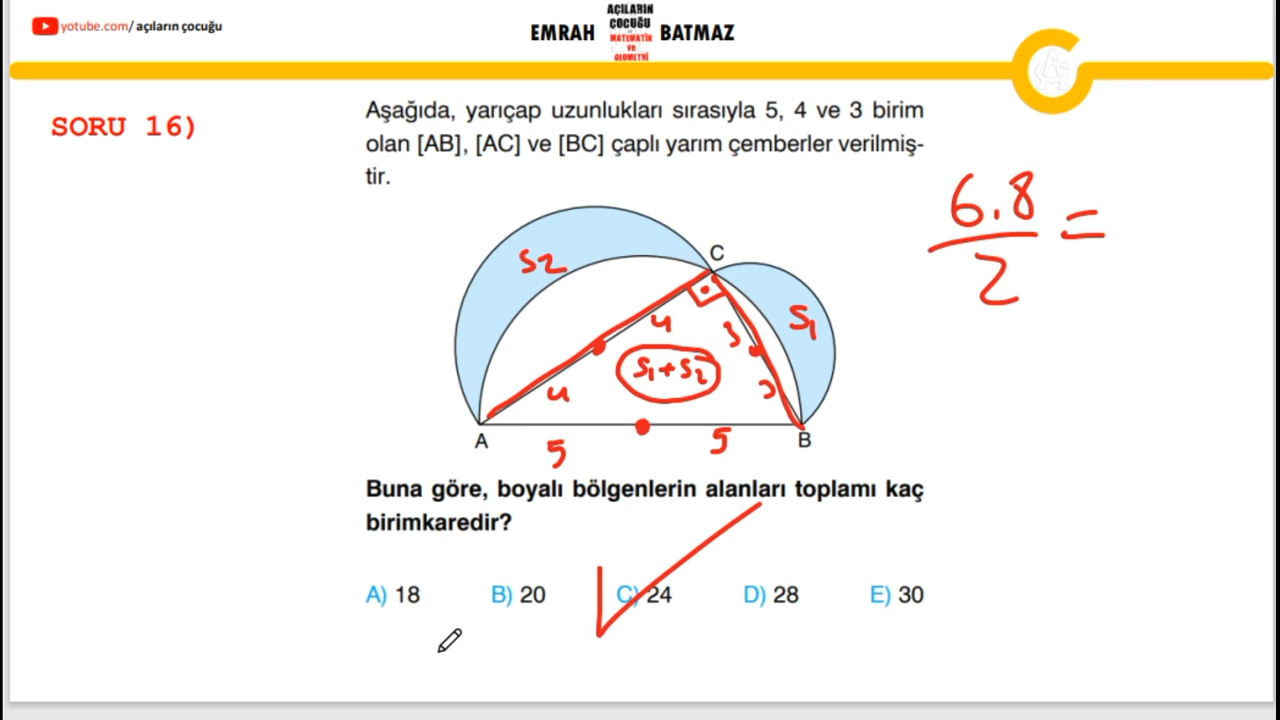 yotube.com/ açıların çocuğu
EMRAH
AÇILARIN
ÇOCUĞU
ve
MATEMATİK
ve
GEOMETRİ
BATMAZ
SORU 16)
Aşağıda, yarıçap uzunlukları sırasıyla 5, 4 ve 3 birim
olan [AB], [AC] ve [BC] çaplı yarım çemberler verilmiş-
tir.
6.8
2
=
S2
C
S1
4
3
S1+S2
4
3
A
B
5
5
Buna göre, boyalı bölgenlerin alanları toplamı kaç
birimkaredir?
A) 18 B) 20 C) 24 D) 28 E) 30